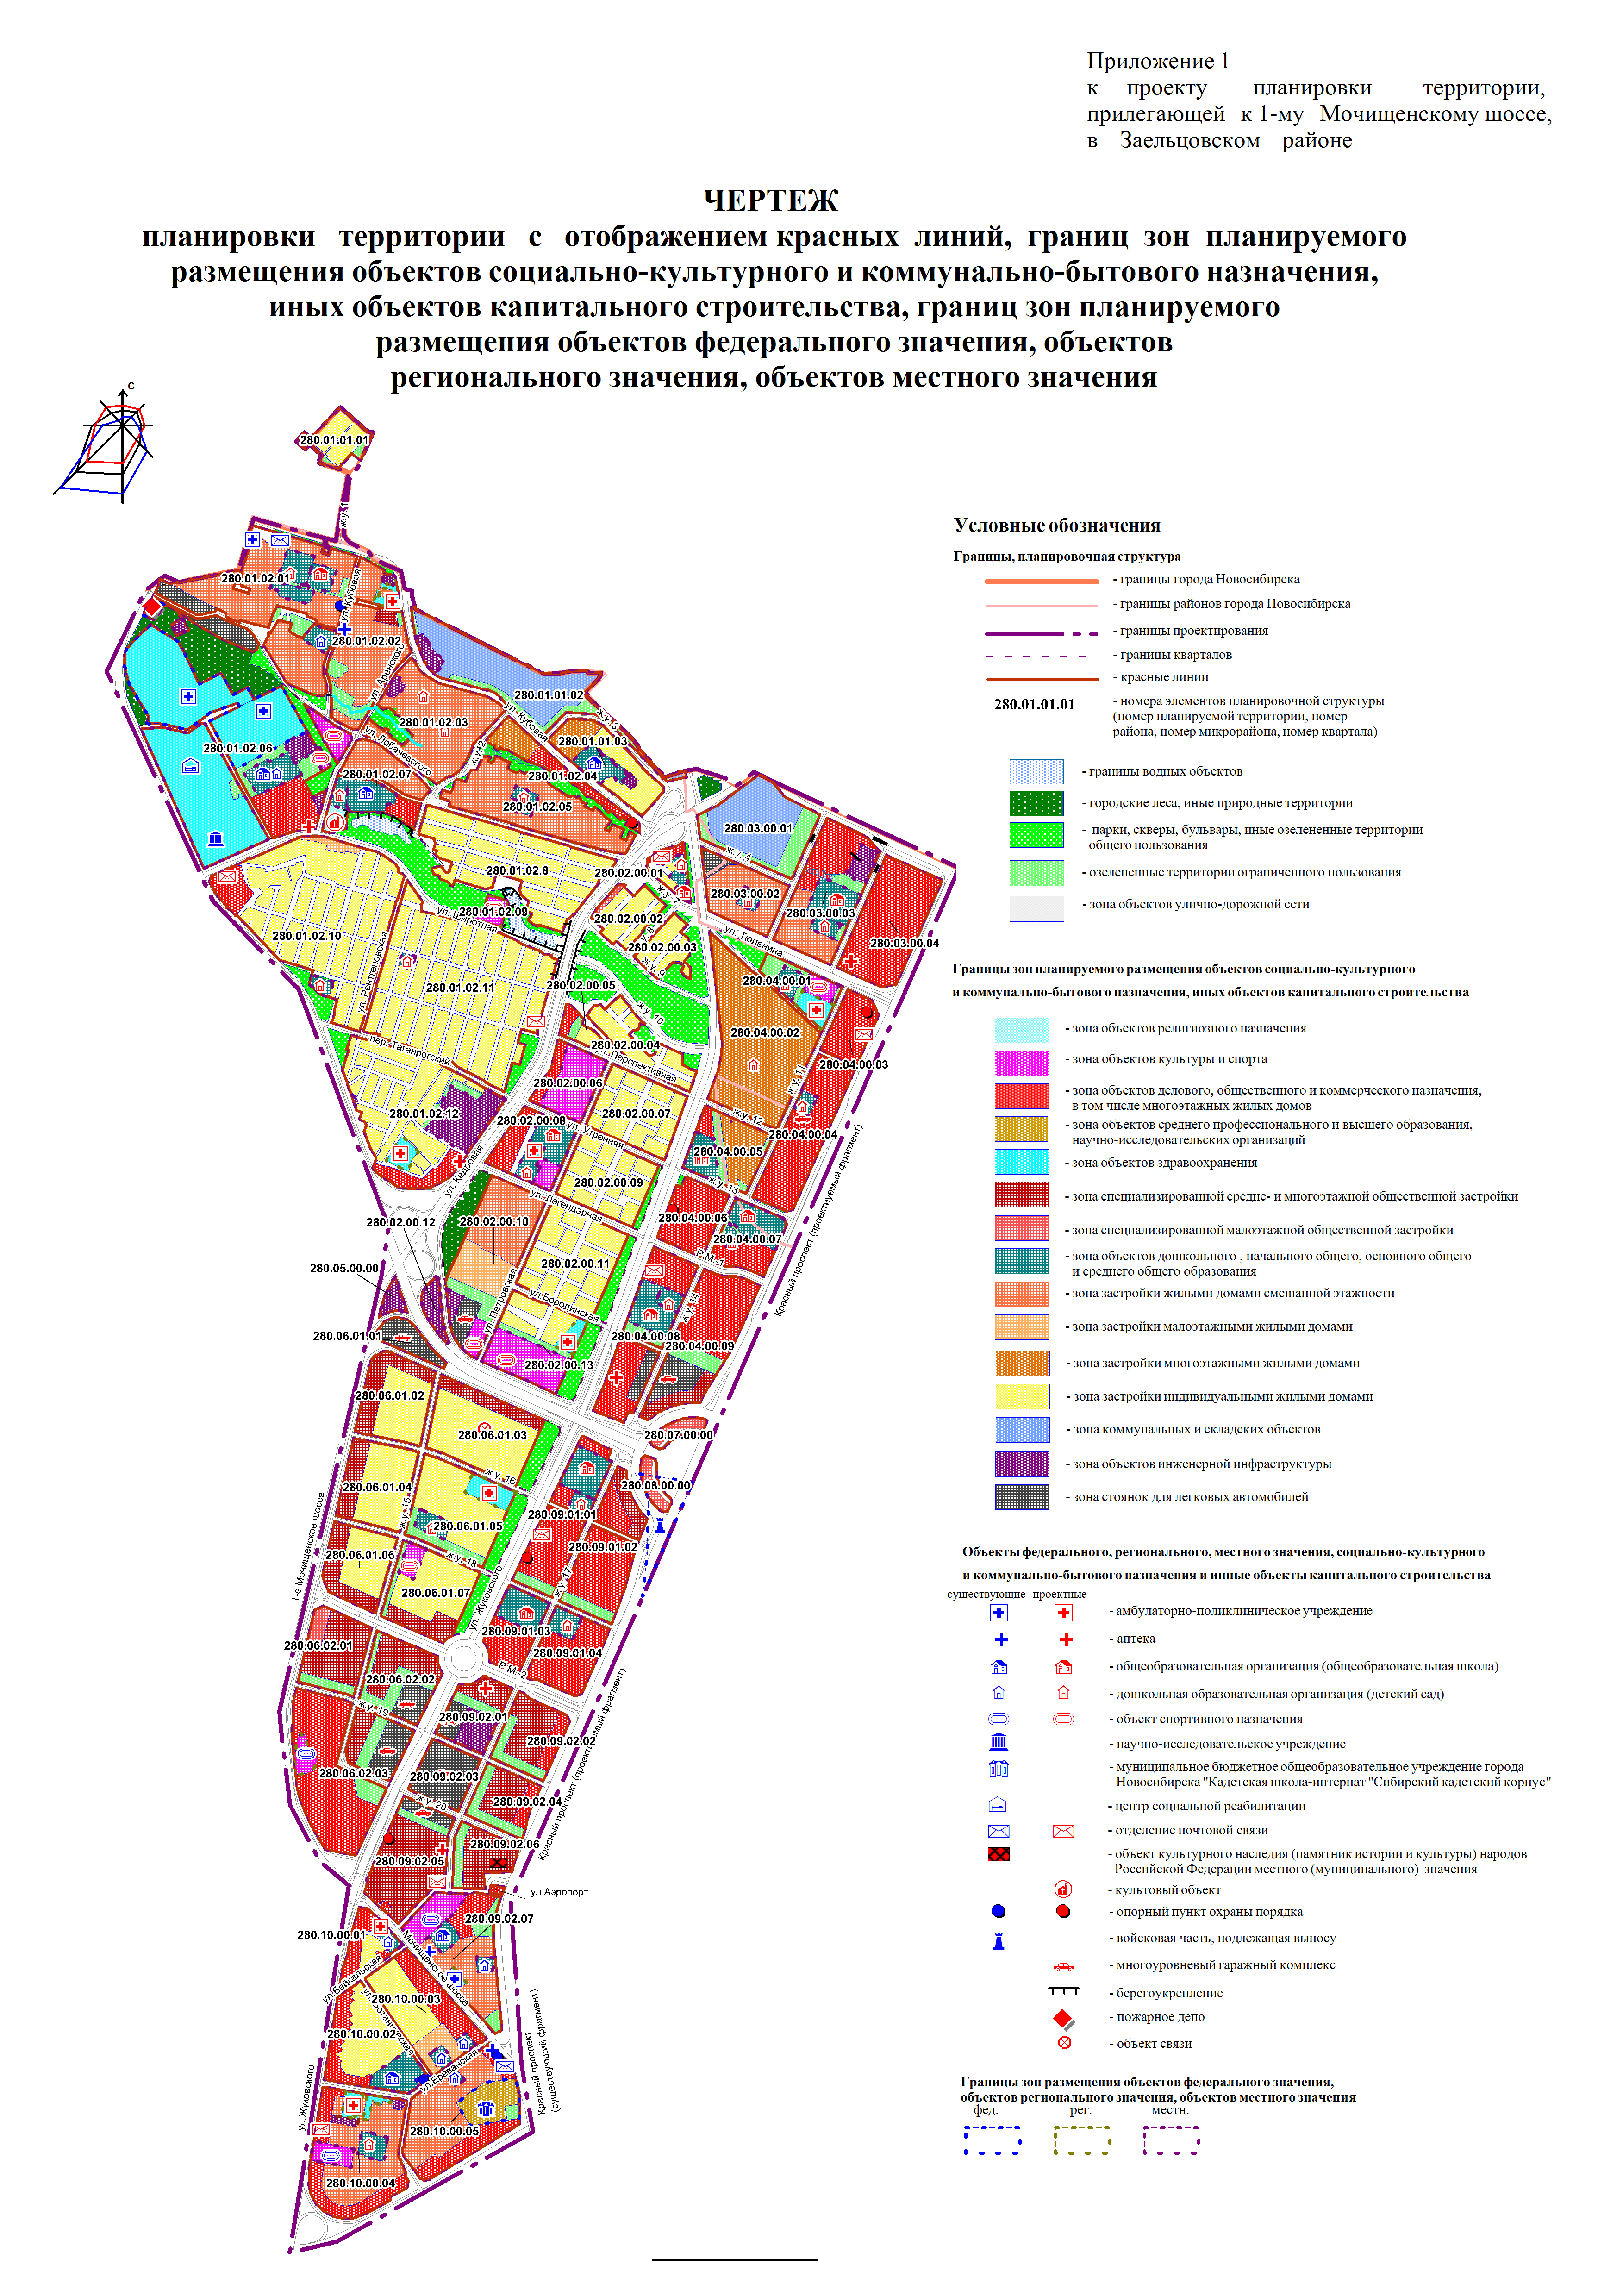 Приложение 1
к проекту планировки территории,
прилегающей к 1-му Мочищенскому шоссе,
в Заельцовском районе
ЧЕРТЕЖ
планировки территории с отображением красных линий, границ зон планируемого
размещения объектов социально-культурного и коммунально-бытового назначения,
иных объектов капитального строительства, границ зон планируемого
размещения объектов федерального значения, объектов
регионального значения, объектов местного значения
С
280.01.01.01
ж.у. 1
280.01.02.01
ул. Кубовая
280.01.02.02
ул. Аренского
280.01.01.02
280.01.02.03
ул. Кубовая
ж.у. 3
280.01.02.06
ул. Лобачевского
280.01.01.03
ж.у. 2
280.01.02.07
280.01.02.04
280.01.02.05
280.03.00.01
ж.у. 4
280.01.02.8
280.02.00.01
280.03.00.02
ж.у. 7
280.01.02.09
ул. Широтная
280.02.00.02
280.03.00.03
280.01.02.10
у. 8
280.02.00.03
ул. Тюленина
280.03.00.04
ж.у. 9
ул. Рентгеновская
280.01.02.11
280.02.00.05
280.04.00.01
ж.у. 10
280.04.00.02
пер. Таганрогский
280.02.00.04
ул. Перспективная
280.04.00.03
280.02.00.06
ж.у. 11
280.01.02.12
280.02.00.07
ж.у. 12
280.02.00.08
ул. Утренняя
280.04.00.04
280.04.00.05
ул. Кедровая
280.02.00.09
ж.у. 13
ул. Легендарная
280.02.00.12
280.02.00.10
280.04.00.06
280.04.00.07
Красный проспект (проектиуемый фрагмент)
Р.М.-1
280.05.00.00
280.02.00.11
ул. Петровская
ул.Бородинская
ж.у. 14
280.06.01.01
280.04.00.08
280.04.00.09
280.02.00.13
280.06.01.02
280.06.01.03
280.07.00.00
ж.у. 16
280.06.01.04
280.08.00.00
ж.у. 15
280.06.01.05
280.09.01.01
1-е Мочищенское шоссе
280.06.01.06
ж.у. 18
280.09.01.02
280.06.01.07
ж.у. 17
ул. Жуковского
280.06.02.01
280.09.01.03
280.09.01.04
Р.М.-2
280.06.02.02
ж.у. 19
280.09.02.01
280.09.02.02
280.06.02.03
280.09.02.03
ж.у. 20
280.09.02.04
280.09.02.06
280.09.02.05
ул.Аэропорт
280.09.02.07
280.10.00.01
Мочищенское шоссе
ул.Байкальская
280.10.00.03
280.10.00.02
ул.Ереванская
Красный проспект
(существующий фрагмент)
ул.Жуковского
280.10.00.05
280.10.00.04
Условные обозначения
Границы, планировочная структура
- границы города Новосибирска
- границы районов города Новосибирска
- границы проектирования
- границы кварталов
- красные линии
280.01.01.01
- номера элементов планировочной структуры
(номер планируемой территории, номер
района, номер микрорайона, номер квартала)
- границы водных объектов
- городские леса, иные природные территории
- парки, скверы, бульвары, иные озелененные территории
общего пользования
- озелененные территории ограниченного пользования
- зона объектов улично-дорожной сети
Границы зон планируемого размещения объектов социально-культурного
и коммунально-бытового назначения, иных объектов капитального строительства
- зона объектов религиозного назначения
- зона объектов культуры и спорта
- зона объектов делового, общественного и коммерческого назначения,
в том числе многоэтажных жилых домов
- зона объектов среднего профессионального и высшего образования,
научно-исследовательских организаций
- зона объектов здравоохранения
- зона специализированной средне- и многоэтажной общественной застройки
- зона специализированной малоэтажной общественной застройки
- зона объектов дошкольного , начального общего, основного общего
и среднего общего образования
- зона застройки жилыми домами смешанной этажности
- зона застройки малоэтажными жилыми домами
- зона застройки многоэтажными жилыми домами
- зона застройки индивидуальными жилыми домами
- зона коммунальных и складских объектов
- зона объектов инженерной инфраструктуры
- зона стоянок для легковых автомобилей
Объекты федерального, регионального, местного значения, социально-культурного
и коммунально-бытового назначения и инные объекты капитального строительства
существующие проектные
- амбулаторно-поликлиническое учреждение
- аптека
- общеобразовательная организация (общеобразовательная школа)
- дошкольная образовательная организация (детский сад)
- объект спортивного назначения
- научно-исследовательское учреждение
- муниципальное бюджетное общеобразовательное учреждение города
Новосибирска "Кадетская школа-интернат "Сибирский кадетский корпус"
- центр социальной реабилитации
- отделение почтовой связи
- объект культурного наследия (памятник истории и культуры) народов
Российской Федерации местного (муниципального) значения
- культовый объект
- опорный пункт охраны порядка
- войсковая часть, подлежащая выносу
- многоуровневый гаражный комплекс
- берегоукрепление
- пожарное депо
- объект связи
Границы зон размещения объектов федерального значения,
объектов регионального значения, объектов местного значения
фед. рег. местн.